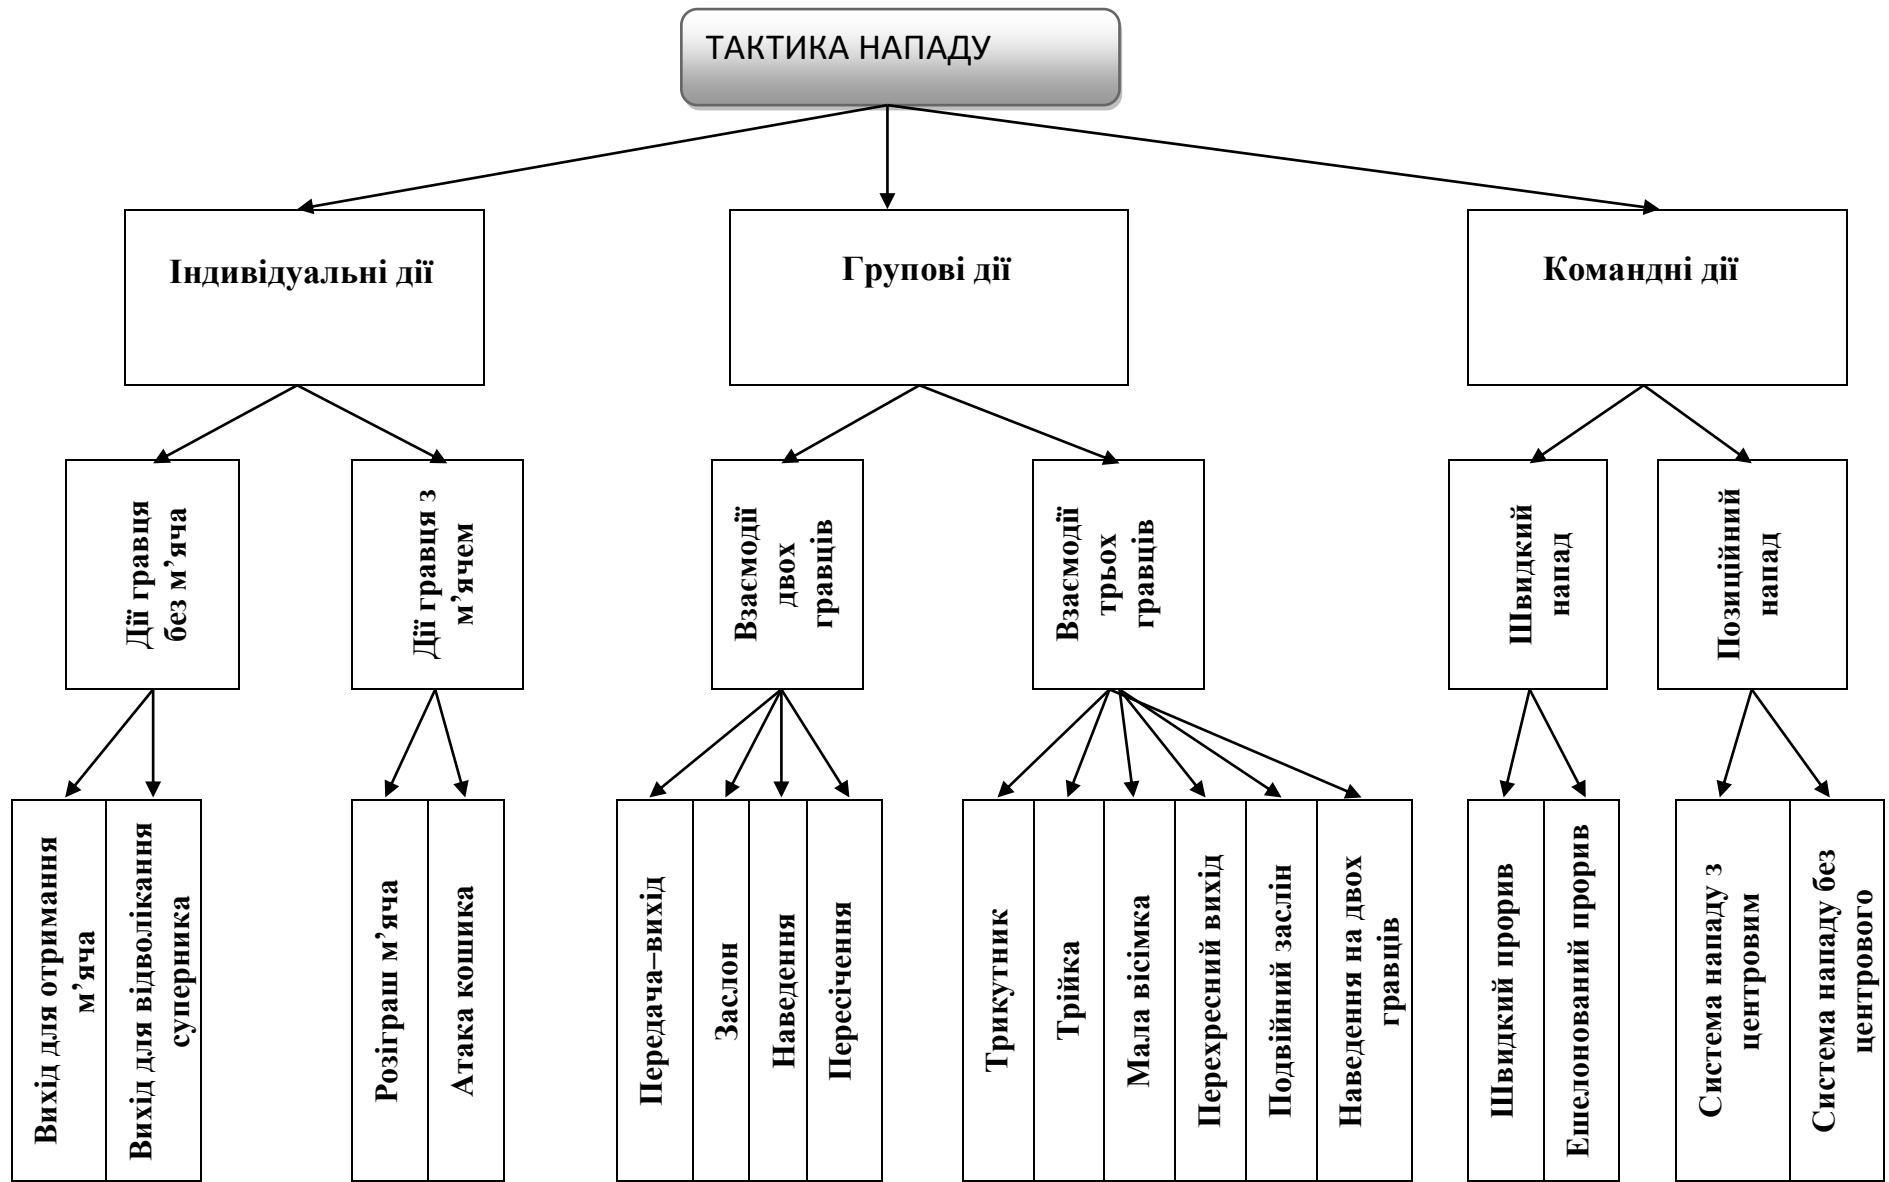 ТАКТИКА НАПАДУ
Індивідуальні дії
Групові дії
Командні дії
Дії гравця
без м’яча
Дії гравця з
м’ячем
Взаємодії
двох
гравців
Взаємодії
трьох
гравців
Швидкий
напад
Позиційний
напад
Вихід для отримання
м’яча
Вихід для відволікання
суперника
Розіграш м’яча
Атака кошика
Передача–вихід
Заслон
Наведення
Пересічення
Трикутник
Трійка
Мала вісімка
Перехресний вихід
Подвійний заслін
Наведення на двох
гравців
Швидкий прорив
Ешелонований прорив
Система нападу з
центровим
Система нападу без
центрового